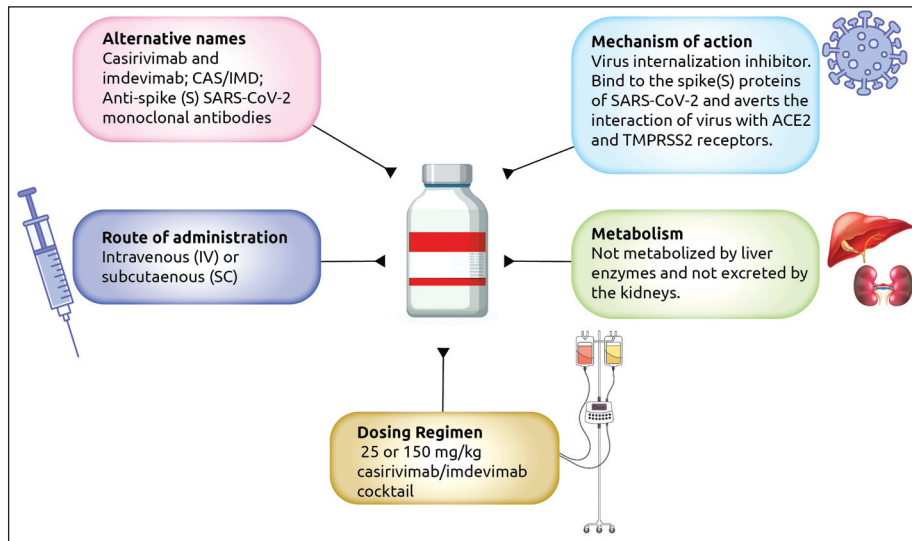 Alternative names
Casirivimab and
imdevimab; CAS/IMD;
Anti-spike (S) SARS-CoV-2
monoclonal antibodies
Mechanism of action
Virus internalization inhibitor.
Bind to the spike(S) proteins
of SARS-CoV-2 and averts the
interaction of virus with ACE2
and TMPRSS2 receptors.
Route of administration
Intravenous (IV) or
subcutaenous (SC)
Metabolism
Not metabolized by liver
enzymes and not excreted by
the kidneys.
Dosing Regimen
25 or 150 mg/kg
casirivimab/imdevimab
cocktail